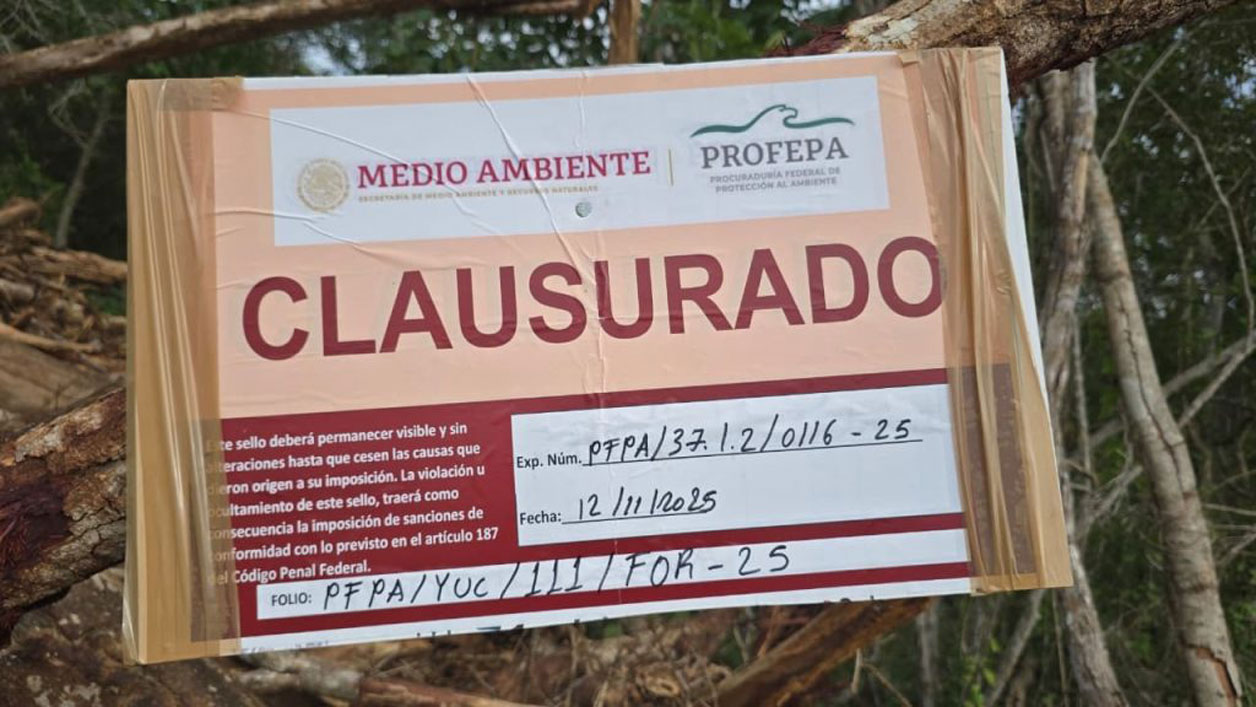 MEDIO AMBIENTE
SECRETARÍA DE MEDIO AMBIENTE Y RECURSOS NATURALES
PROFEPA
PROCURADURÍA FEDERAL DE
PROTECCIÓN AL AMBIENTE
CLAUSURADO
Este sello deberá permanecer visible y sin
alteraciones hasta que cesen las causas que
dieron origen a su imposición. La violación u
ocultamiento de este sello, traerá como
consecuencia la imposición de sanciones de
conformidad con lo previsto en el artículo 187
del Código Penal Federal.
Exp. Núm. PFPA/37.1.2/0116-25
Fecha: 12/11/2025
FOLIO: PFPA/YUC/111/FOR-25